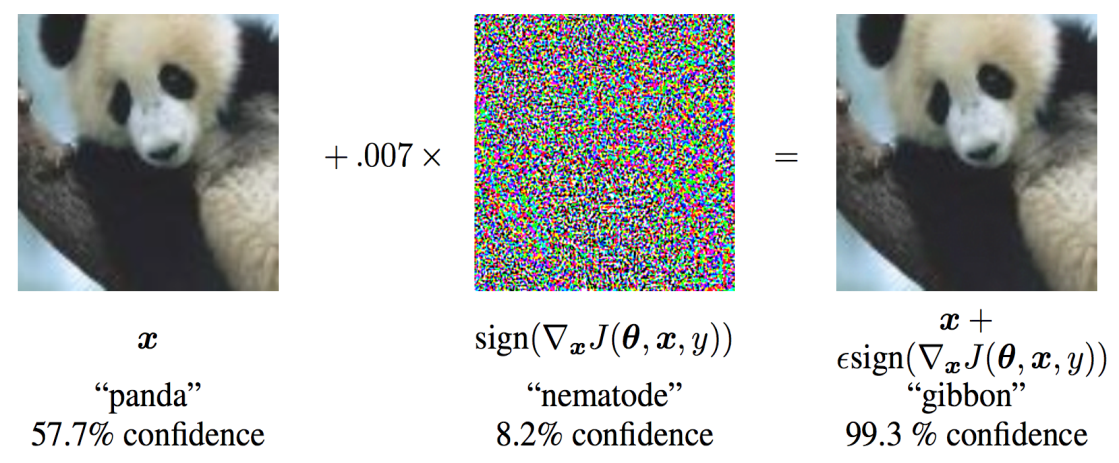 + .007 ×
=
x
“panda”
57.7% confidence
sign(∇ₓJ(θ, x, y))
“nematode”
8.2% confidence
x +
ϵsign(∇ₓJ(θ, x, y))
“gibbon”
99.3 % confidence